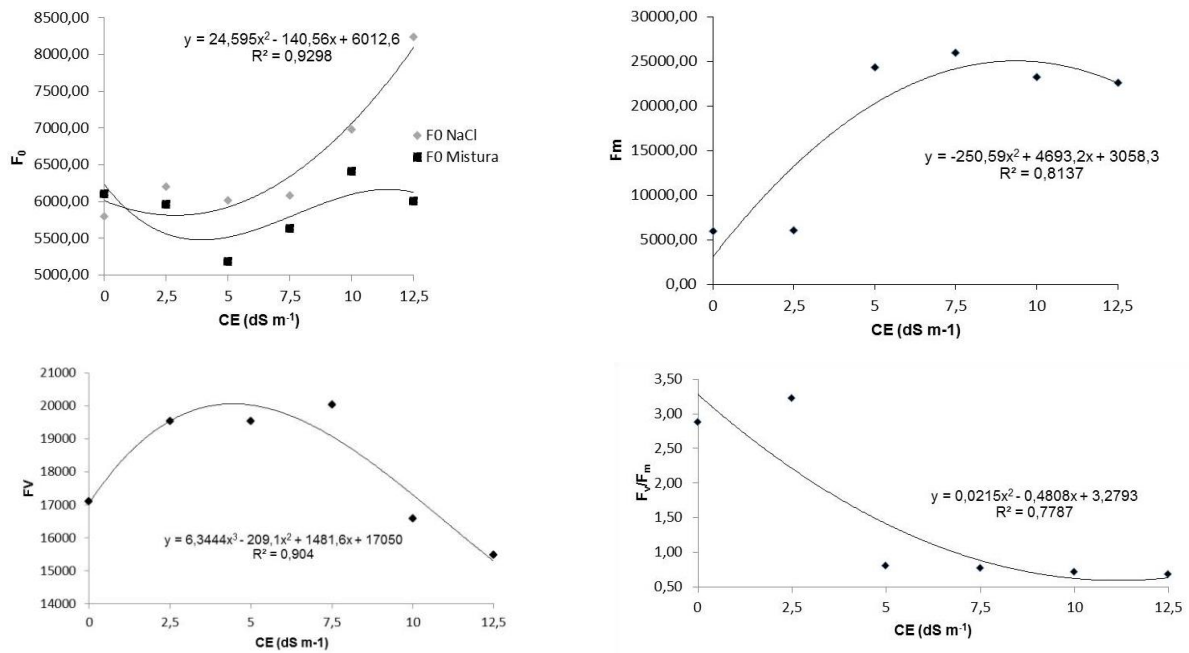 8500,00
8000,00
7500,00
7000,00
6500,00
6000,00
5500,00
5000,00
F₀
y = 24,595x² - 140,56x + 6012,6
R² = 0,9298
F0 NaCl
F0 Mistura
0 2,5 5 7,5 10 12,5
CE (dS m⁻¹)
30000,00
25000,00
20000,00
15000,00
10000,00
5000,00
0,00
Fm
y = -250,59x² + 4693,2x + 3058,3
R² = 0,8137
0 2,5 5 7,5 10 12,5
CE (dS m-1)
21000
20000
19000
18000
17000
16000
15000
14000
FV
y = 6,3444x³ - 209,1x² + 1481,6x + 17050
R² = 0,904
0 2,5 5 7,5 10 12,5
CE (dS m-1)
3,50
3,00
2,50
2,00
1,50
1,00
0,50
Fᵥ/Fₘ
y = 0,0215x² - 0,4808x + 3,2793
R² = 0,7787
0 2,5 5 7,5 10 12,5
CE (dS m⁻¹)